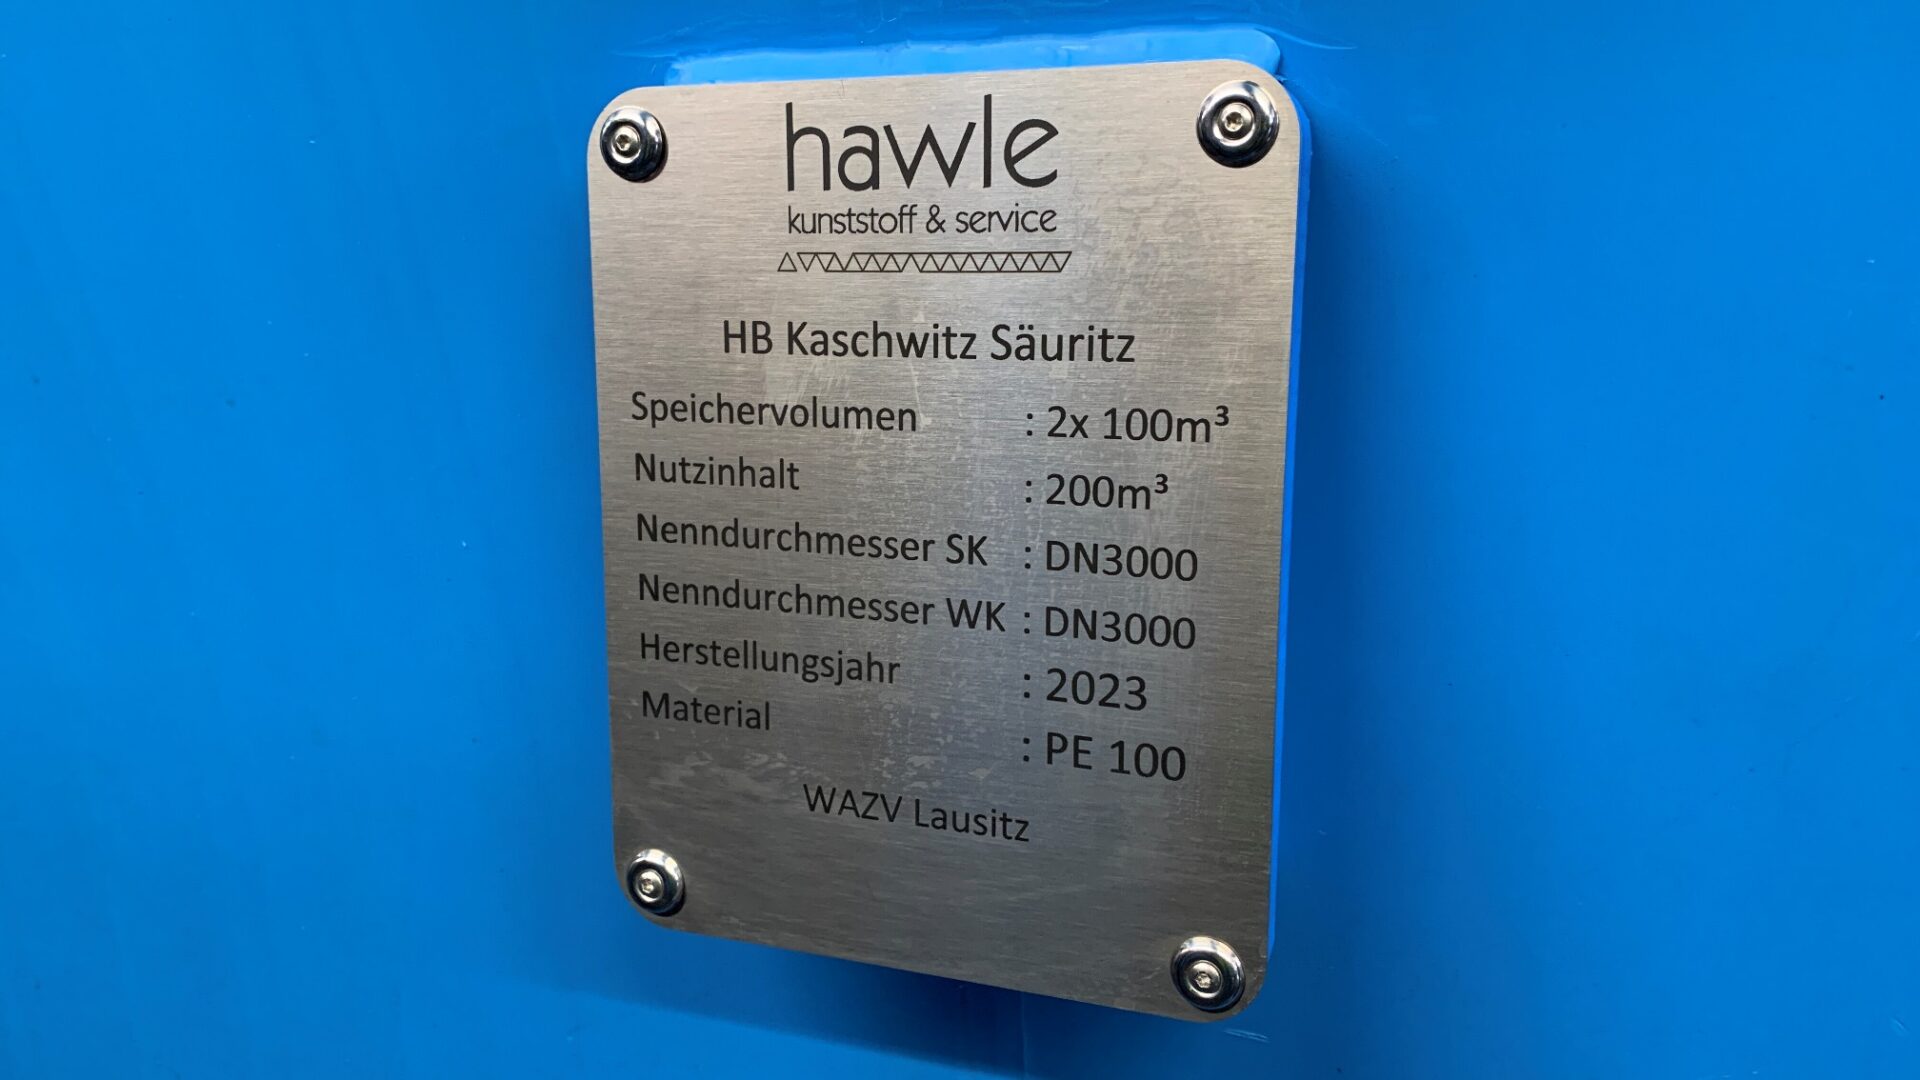 hawle
kunststoff & service
HB Kaschwitz Säuritz
Speichervolumen : 2x 100m³
Nutzinhalt : 200m³
Nenndurchmesser SK : DN3000
Nenndurchmesser WK : DN3000
Herstellungsjahr : 2023
Material : PE 100
WAZV Lausitz